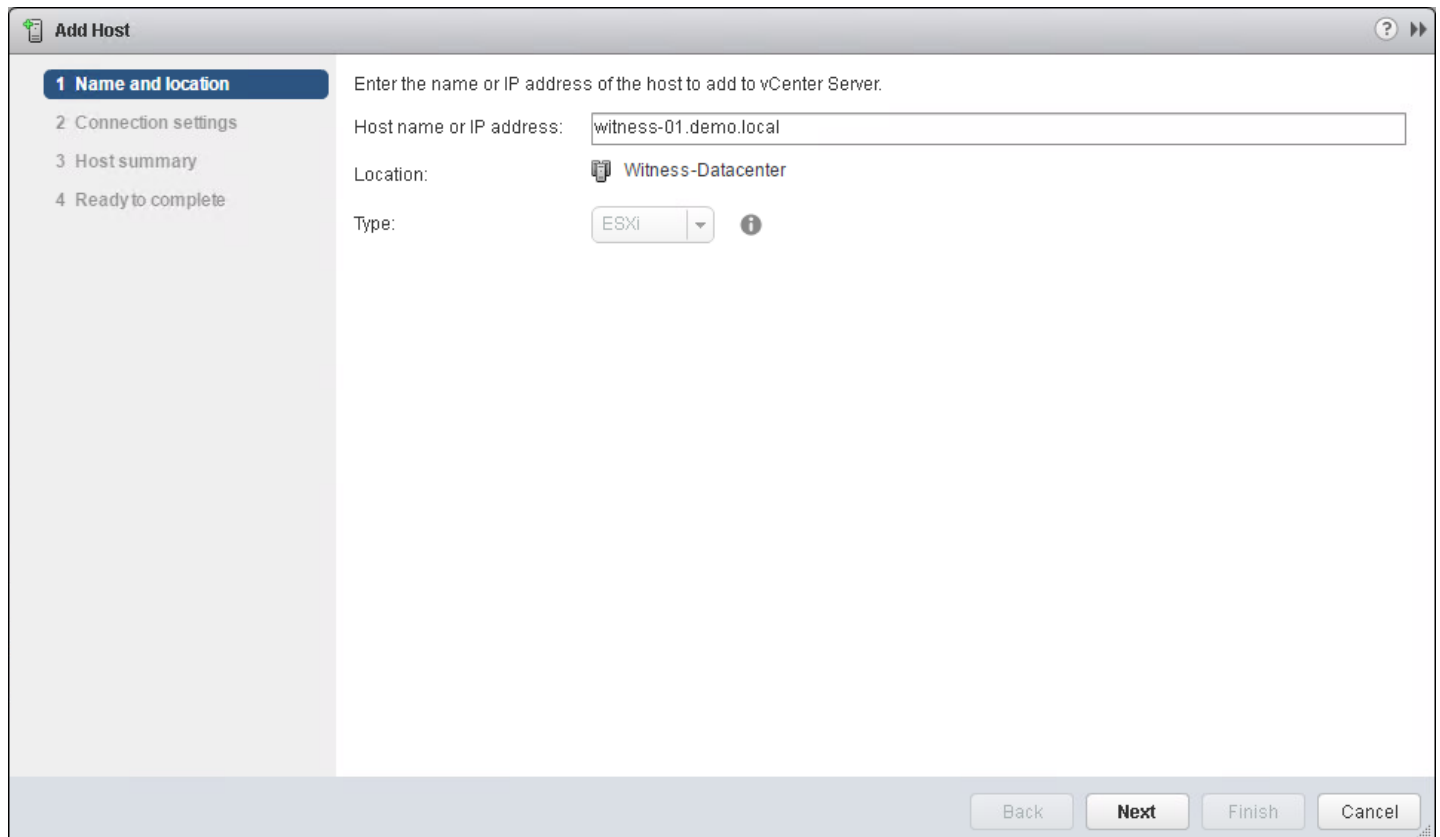 Add Host
1 Name and location
2 Connection settings
3 Host summary
4 Ready to complete
Enter the name or IP address of the host to add to vCenter Server.
Host name or IP address: witness-01.demo.local
Location: Witness-Datacenter
Type: ESXi
Back Next Finish Cancel